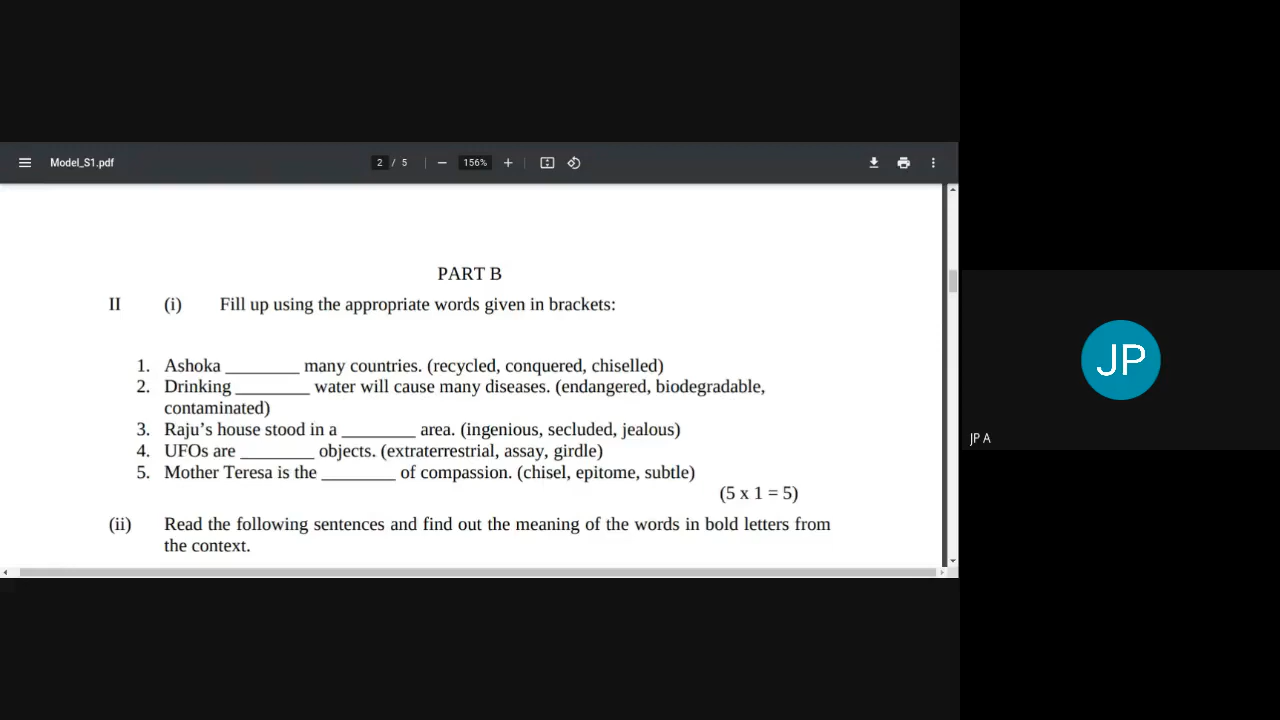 Model_S1.pdf 2 / 5 156%
PART B
II (i) Fill up using the appropriate words given in brackets:
1. Ashoka ________ many countries. (recycled, conquered, chiselled)
2. Drinking ________ water will cause many diseases. (endangered, biodegradable,
contaminated)
3. Raju’s house stood in a ________ area. (ingenious, secluded, jealous)
4. UFOs are ________ objects. (extraterrestrial, assay, girdle)
5. Mother Teresa is the ________ of compassion. (chisel, epitome, subtle)
(5 x 1 = 5)
(ii) Read the following sentences and find out the meaning of the words in bold letters from
the context.
JP
JP A